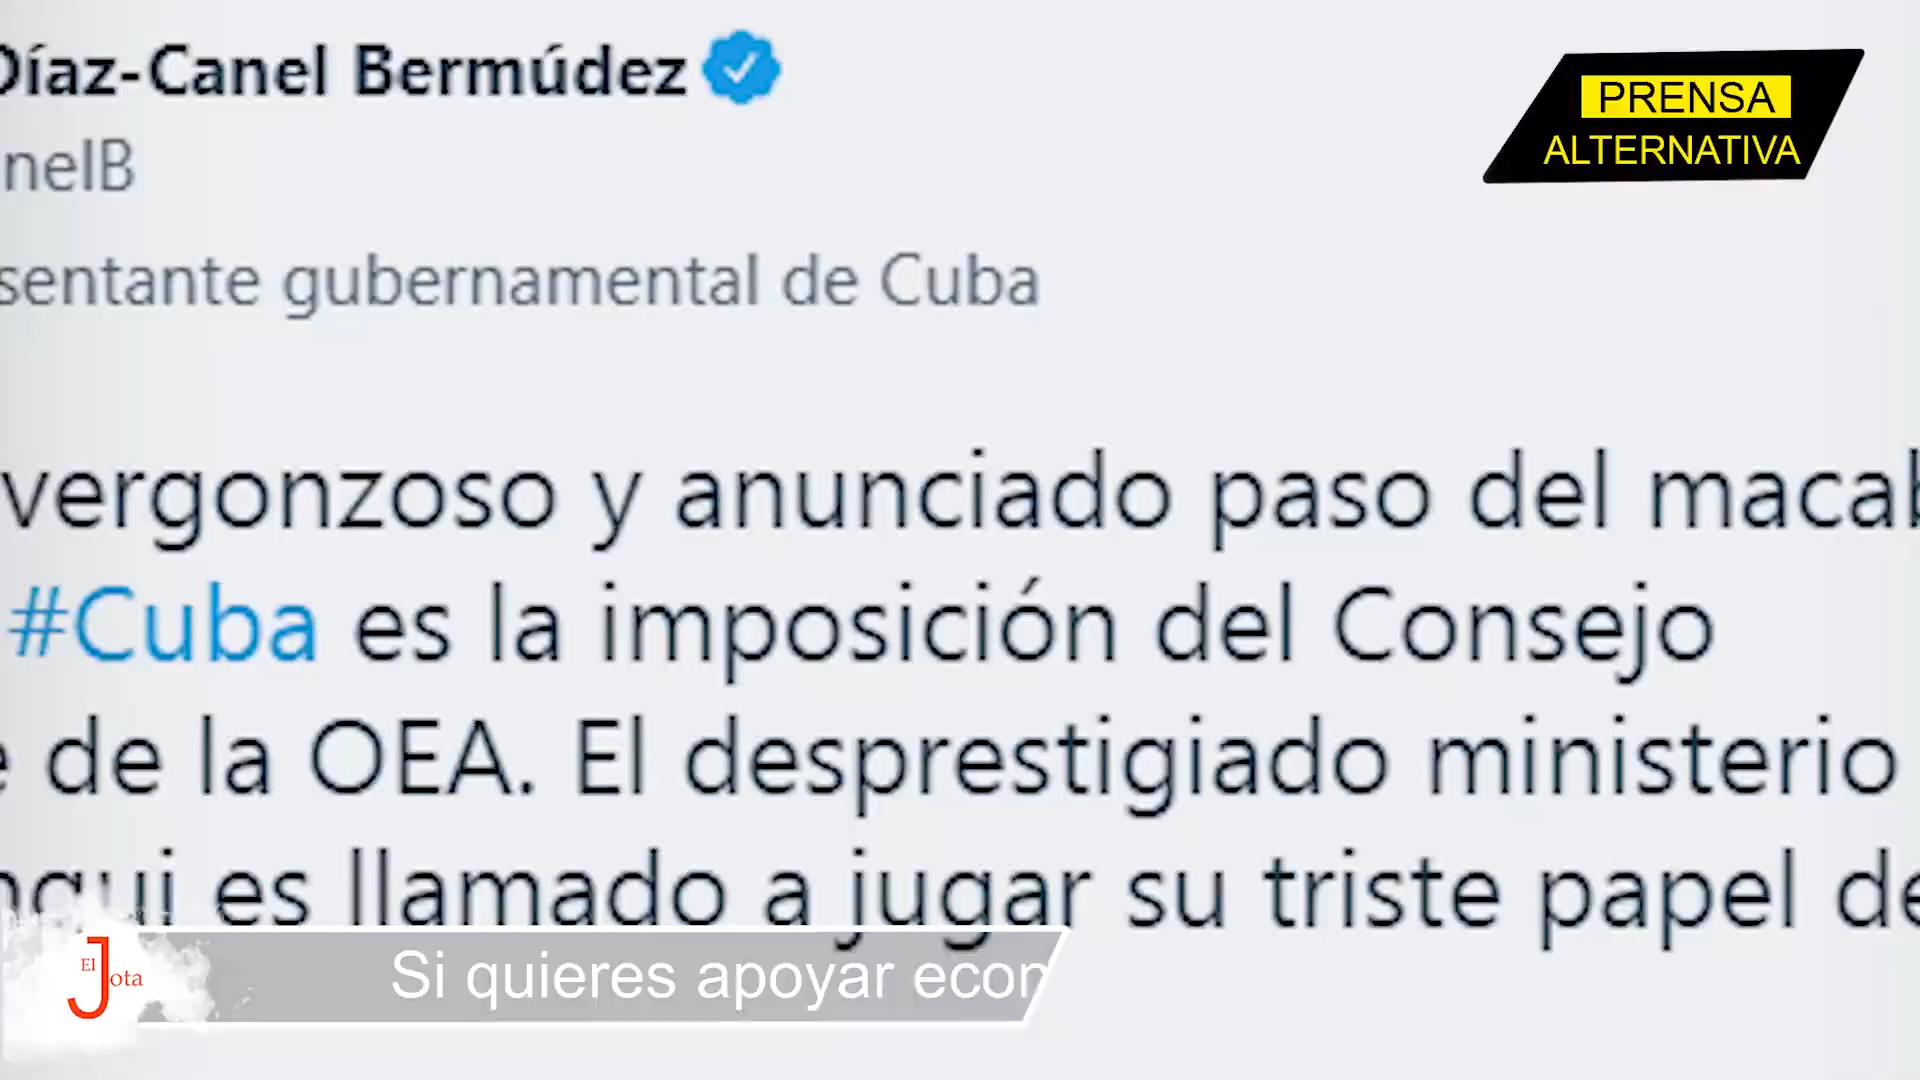 Díaz-Canel Bermúdez
nelB
sentante gubernamental de Cuba
vergonzoso y anunciado paso del macab
#Cuba es la imposición del Consejo
e de la OEA. El desprestigiado ministerio
nqui es llamado a jugar su triste papel de
PRENSA
ALTERNATIVA
El Jota
Si quieres apoyar econ